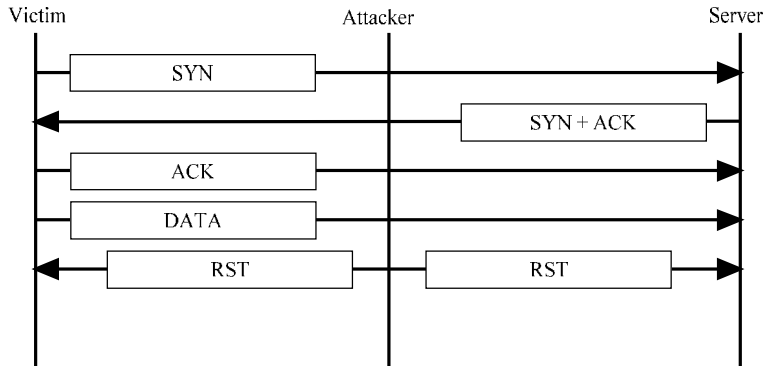 Victim
Attacker
Server
SYN
SYN + ACK
ACK
DATA
RST
RST